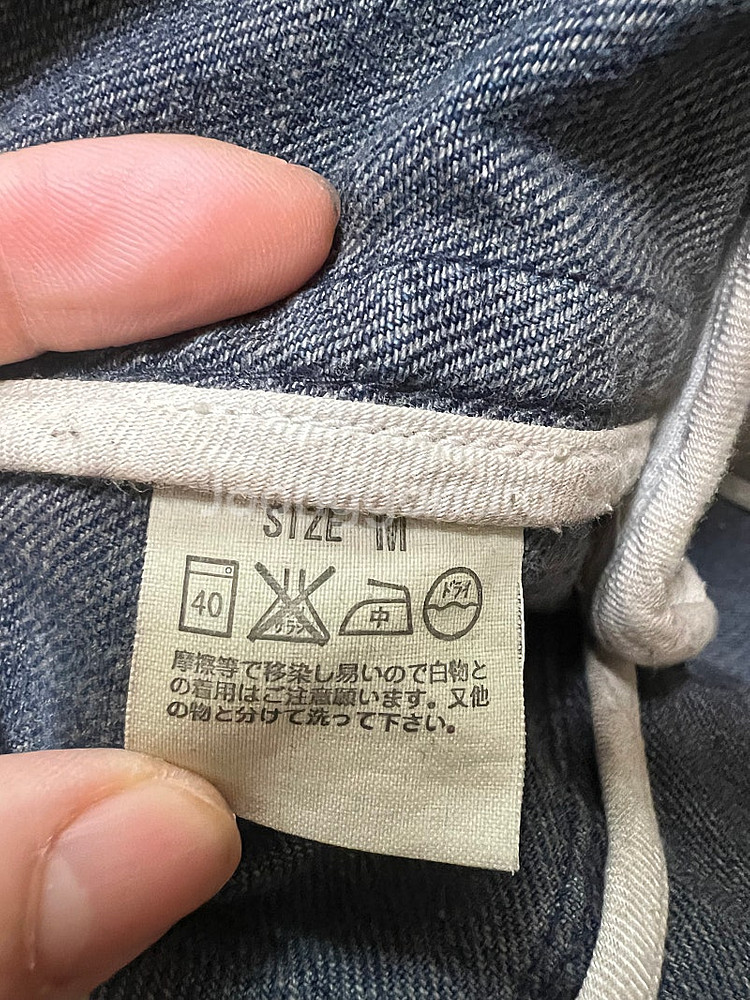 SIZE M
40
中
ドライ
摩擦等で移染し易いので白物と
の着用はご注意願います。又他
の物と分けて洗って下さい。